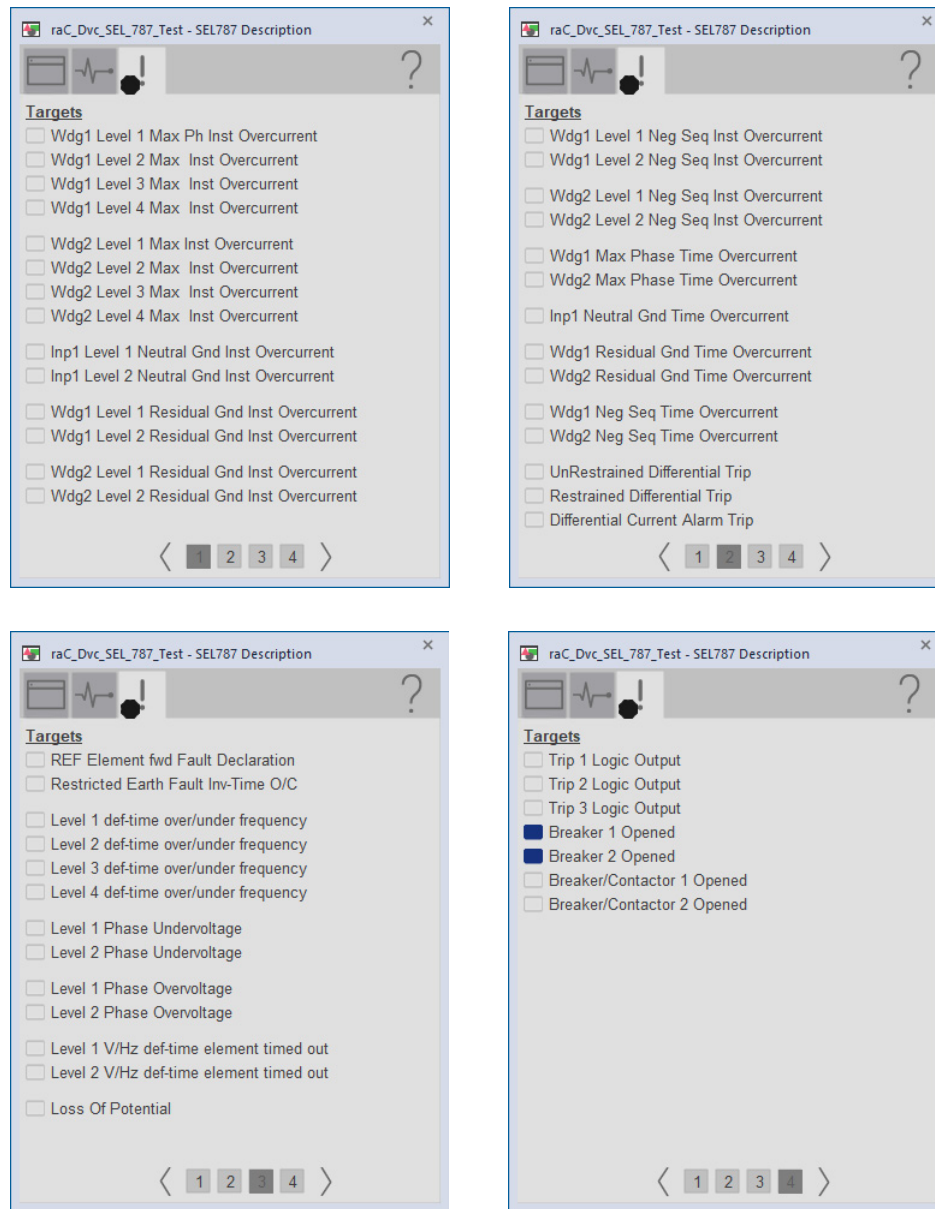 raC_Dvc_SEL_787_Test - SEL787 Description ×
?
Targets
Wdg1 Level 1 Max Ph Inst Overcurrent
Wdg1 Level 2 Max Inst Overcurrent
Wdg1 Level 3 Max Inst Overcurrent
Wdg1 Level 4 Max Inst Overcurrent
Wdg2 Level 1 Max Inst Overcurrent
Wdg2 Level 2 Max Inst Overcurrent
Wdg2 Level 3 Max Inst Overcurrent
Wdg2 Level 4 Max Inst Overcurrent
Inp1 Level 1 Neutral Gnd Inst Overcurrent
Inp1 Level 2 Neutral Gnd Inst Overcurrent
Wdg1 Level 1 Residual Gnd Inst Overcurrent
Wdg1 Level 2 Residual Gnd Inst Overcurrent
Wdg2 Level 1 Residual Gnd Inst Overcurrent
Wdg2 Level 2 Residual Gnd Inst Overcurrent
1 2 3 4
raC_Dvc_SEL_787_Test - SEL787 Description ×
?
Targets
Wdg1 Level 1 Neg Seq Inst Overcurrent
Wdg1 Level 2 Neg Seq Inst Overcurrent
Wdg2 Level 1 Neg Seq Inst Overcurrent
Wdg2 Level 2 Neg Seq Inst Overcurrent
Wdg1 Max Phase Time Overcurrent
Wdg2 Max Phase Time Overcurrent
Inp1 Neutral Gnd Time Overcurrent
Wdg1 Residual Gnd Time Overcurrent
Wdg2 Residual Gnd Time Overcurrent
Wdg1 Neg Seq Time Overcurrent
Wdg2 Neg Seq Time Overcurrent
UnRestrained Differential Trip
Restrained Differential Trip
Differential Current Alarm Trip
1 2 3 4
raC_Dvc_SEL_787_Test - SEL787 Description ×
?
Targets
REF Element fwd Fault Declaration
Restricted Earth Fault Inv-Time O/C
Level 1 def-time over/under frequency
Level 2 def-time over/under frequency
Level 3 def-time over/under frequency
Level 4 def-time over/under frequency
Level 1 Phase Undervoltage
Level 2 Phase Undervoltage
Level 1 Phase Overvoltage
Level 2 Phase Overvoltage
Level 1 V/Hz def-time element timed out
Level 2 V/Hz def-time element timed out
Loss Of Potential
1 2 3 4
raC_Dvc_SEL_787_Test - SEL787 Description ×
?
Targets
Trip 1 Logic Output
Trip 2 Logic Output
Trip 3 Logic Output
Breaker 1 Opened
Breaker 2 Opened
Breaker/Contactor 1 Opened
Breaker/Contactor 2 Opened
1 2 3 4